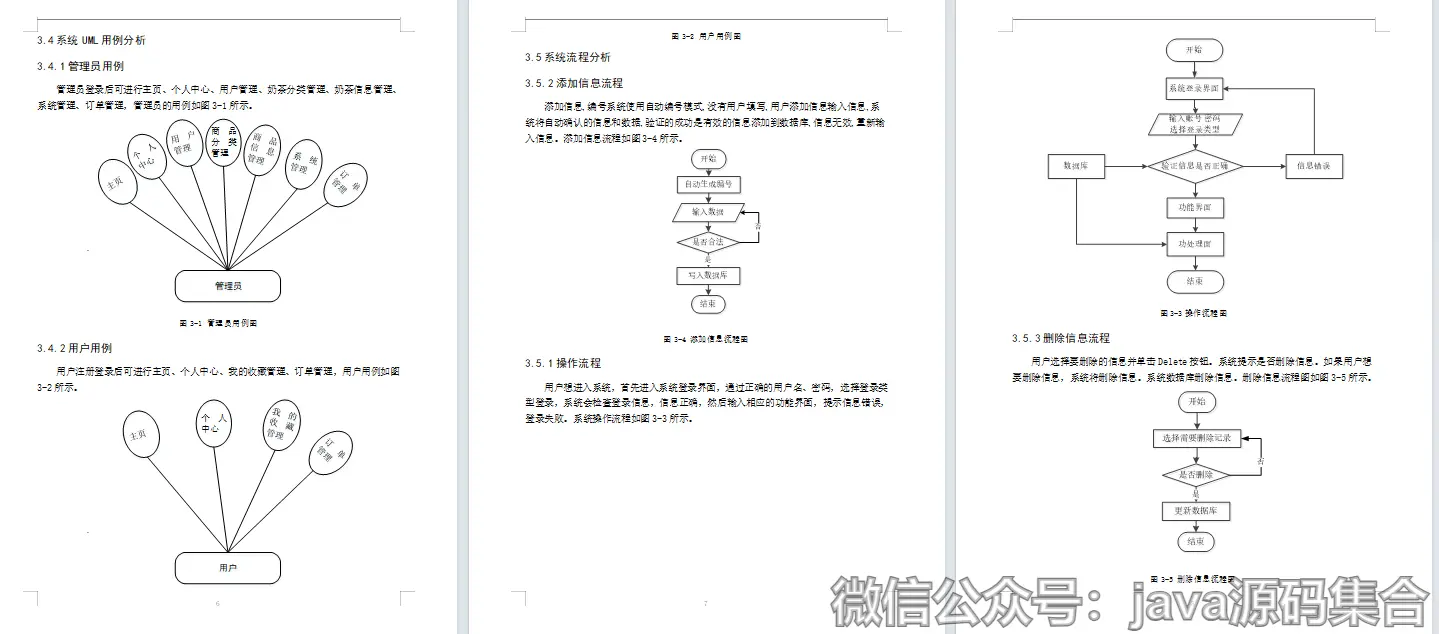 3.4 系统 UML 用例分析
3.4.1 管理员用例
管理员登录后可进行主页、个人中心、用户管理、奶茶分类管理、奶茶信息管理、
系统管理、订单管理，管理员的用例如图 3-1 所示。
主页
个人
中心
用户
管理
商品
分类
管理
商品
信息
管理
系统
管理
订单
管理
管理员
图 3-1 管理员用例图
3.4.2 用户用例
用户注册登录后可进行主页、个人中心、我的收藏管理、订单管理，用户用例如图
3-2 所示。
主页
个人
中心
我的
收藏
管理
订单
管理
用户
6
图 3-2 用户用例图
3.5 系统流程分析
3.5.2 添加信息流程
添加信息,编号系统使用自动编号模式,没有用户填写,用户添加信息输入信息,系
统将自动确认的信息和数据,验证的成功是有效的信息添加到数据库,信息无效,重新输
入信息。添加信息流程如图 3-4 所示。
开始
自动生成编号
输入数据
否
是否合法
是
写入数据库
结束
图 3-4 添加信息流程图
3.5.1 操作流程
用户想进入系统，首先进入系统登录界面，通过正确的用户名、密码，选择登录类
型登录，系统会检查登录信息，信息正确，然后输入相应的功能界面，提示信息错误，
登录失败。系统操作流程如图 3-3 所示。
7
开始
系统登录界面
输入账号密码
选择登录类型
数据库
验证信息是否正确
信息错误
功能界面
功处理面
结束
图 3-3 操作流程图
3.5.3 删除信息流程
用户选择要删除的信息并单击 Delete 按钮。系统提示是否删除信息。如果用户想
要删除信息，系统将删除信息。系统数据库删除信息。删除信息流程图如图 3-5 所示。
开始
选择需要删除记录
否
是否删除
是
更新数据库
结束
图 3-5 删除信息流程图
微信公众号：java源码集合